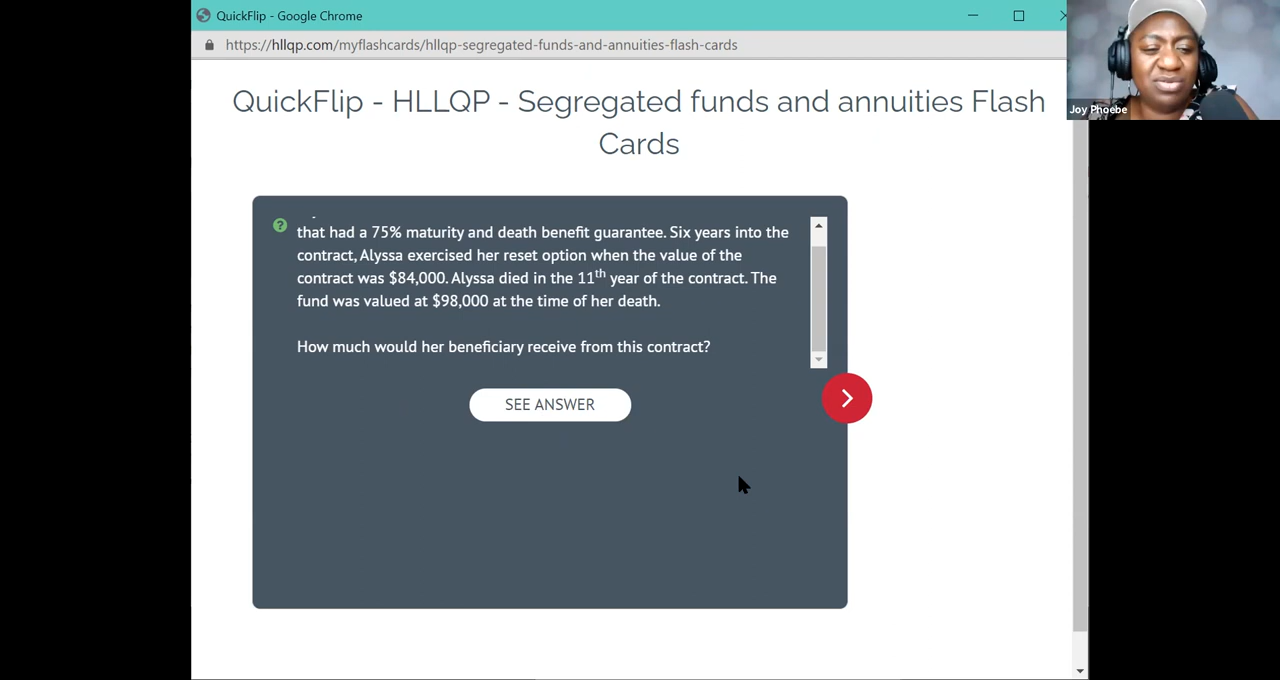 QuickFlip - Google Chrome
https://hllqp.com/myflashcards/hllqp-segregated-funds-and-annuities-flash-cards
Joy Phoebe
QuickFlip - HLLQP - Segregated funds and annuities Flash
Cards
that had a 75% maturity and death benefit guarantee. Six years into the
contract, Alyssa exercised her reset option when the value of the
contract was $84,000. Alyssa died in the 11th year of the contract. The
fund was valued at $98,000 at the time of her death.
How much would her beneficiary receive from this contract?
SEE ANSWER